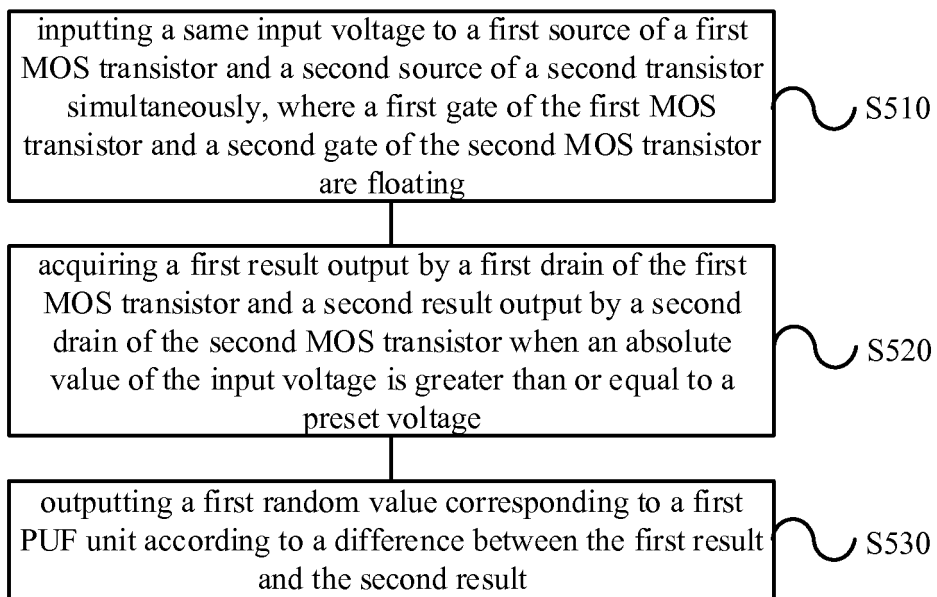 inputting a same input voltage to a first source of a first
MOS transistor and a second source of a second transistor
simultaneously, where a first gate of the first MOS
transistor and a second gate of the second MOS transistor
are floating
S510
acquiring a first result output by a first drain of the first
MOS transistor and a second result output by a second
drain of the second MOS transistor when an absolute
value of the input voltage is greater than or equal to a
preset voltage
S520
outputting a first random value corresponding to a first
PUF unit according to a difference between the first result
and the second result
S530